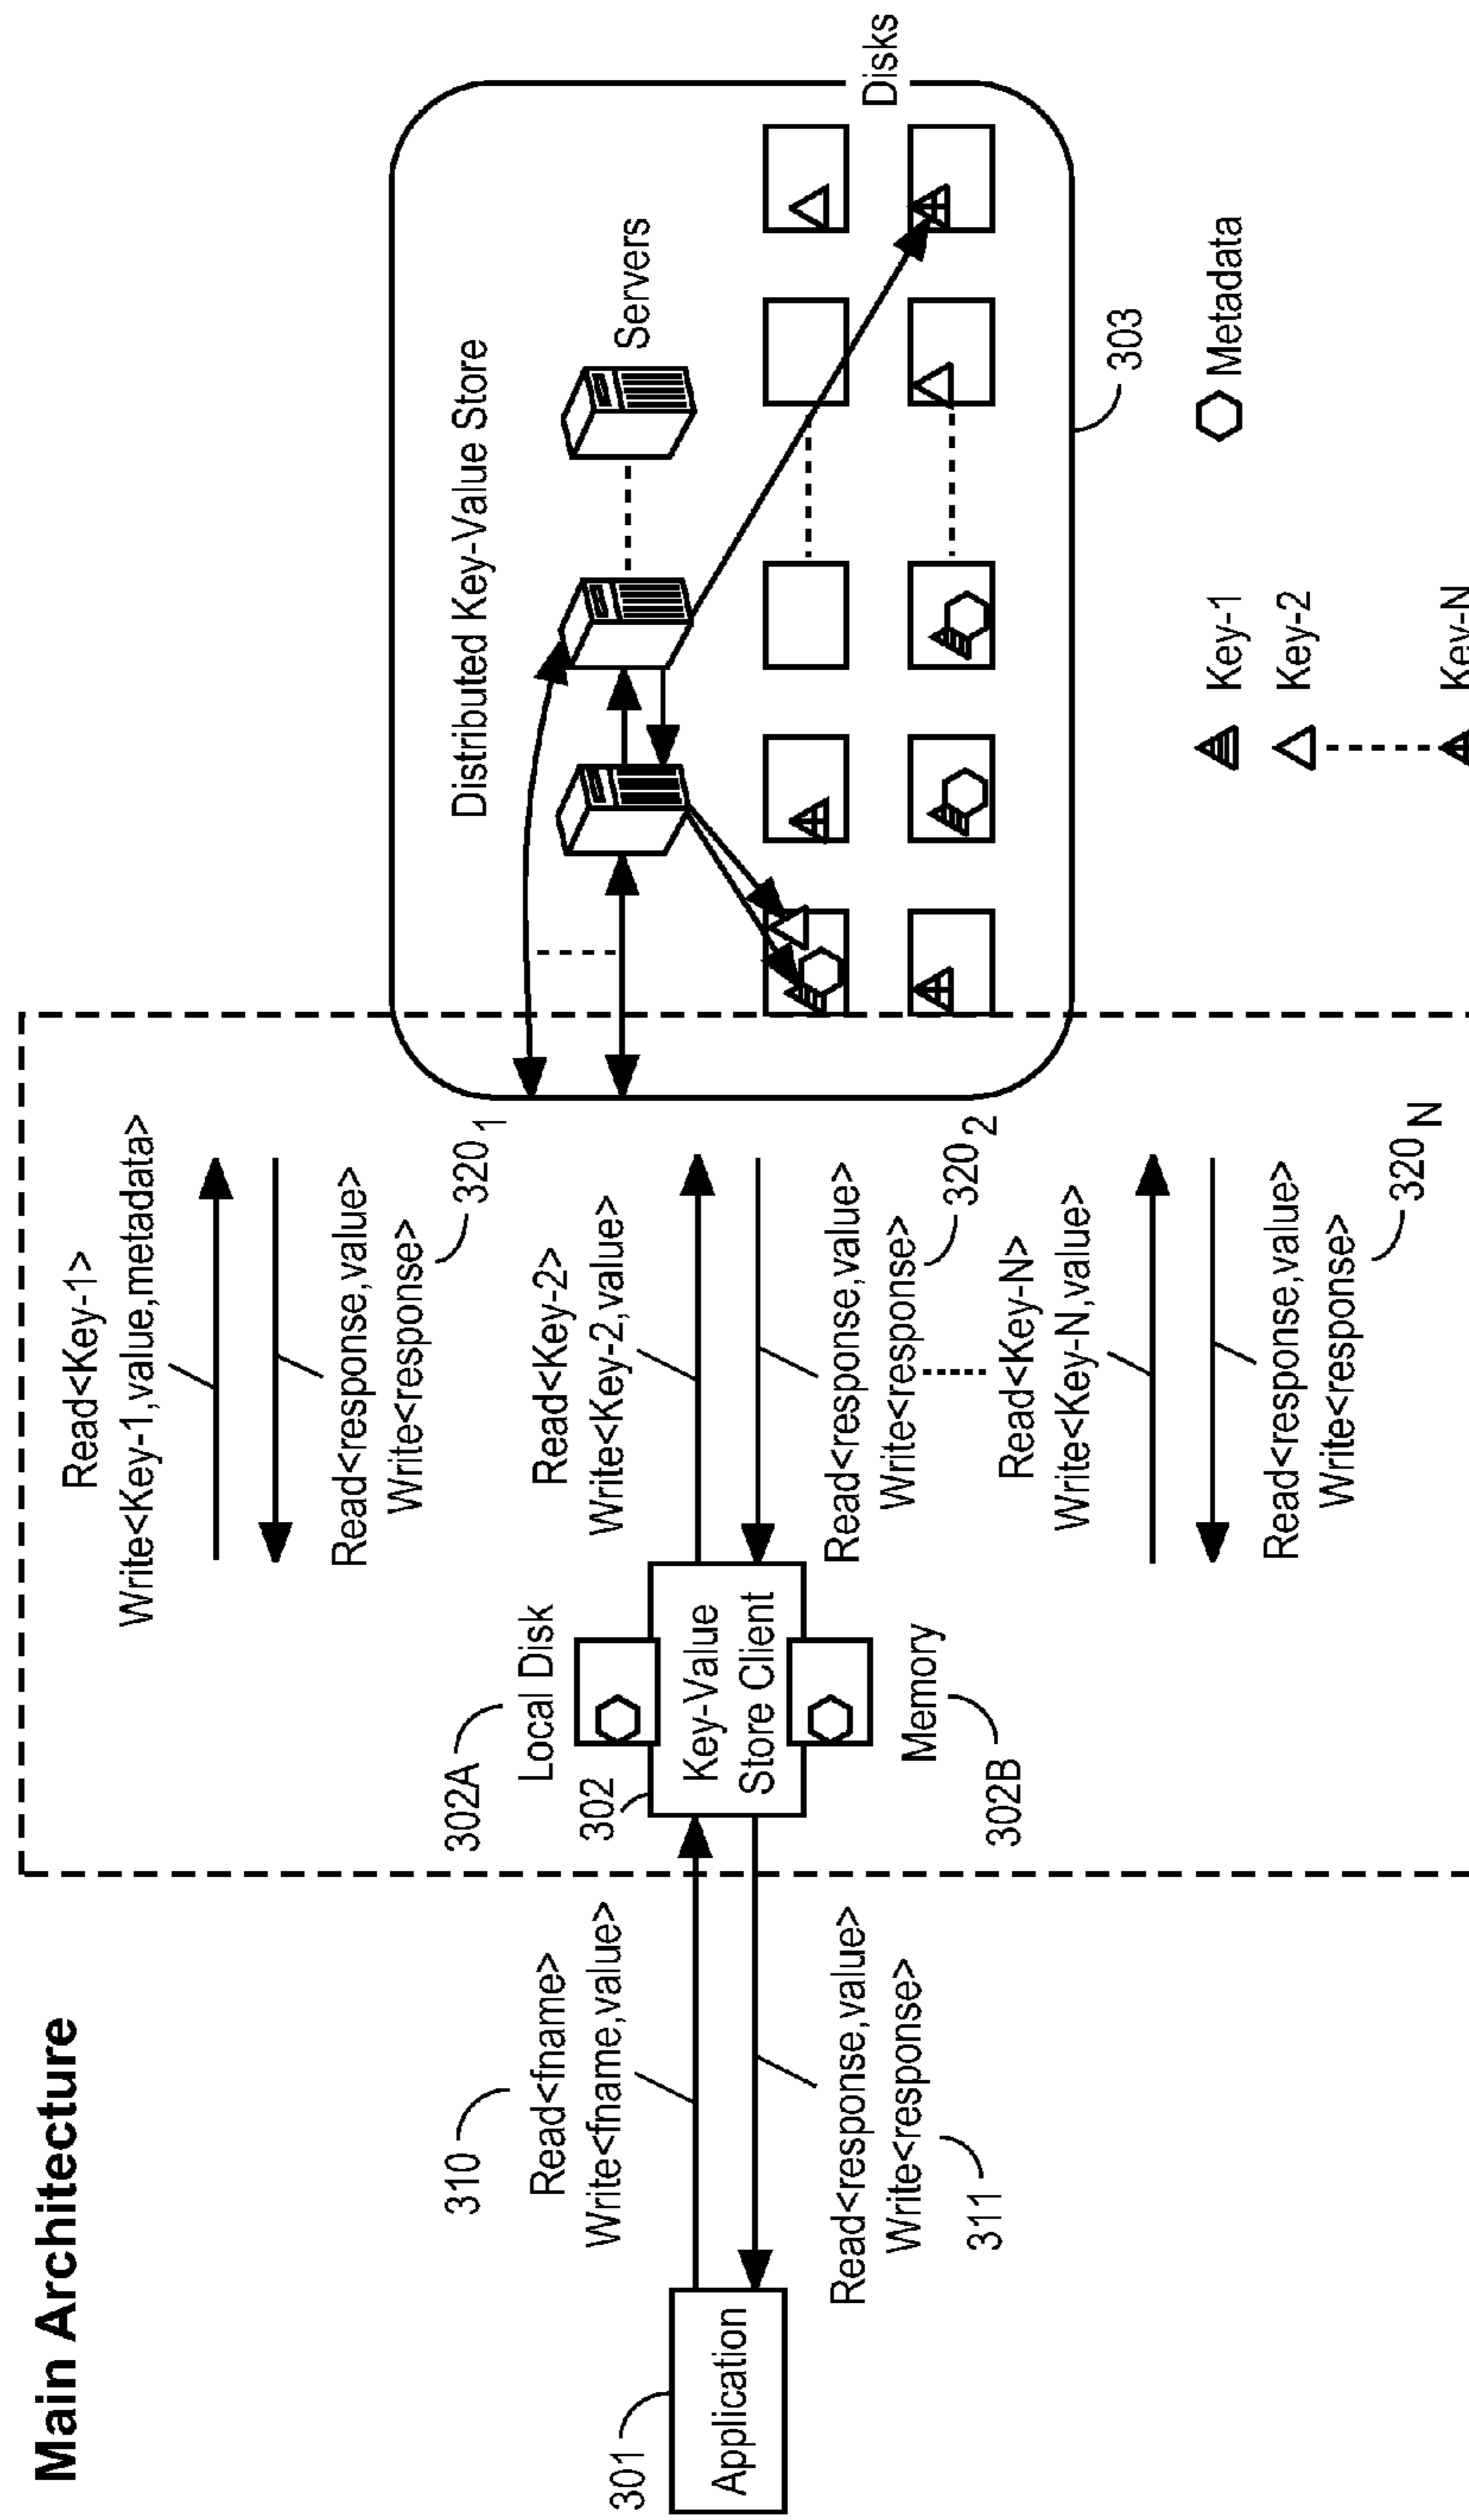 Main Architecture
301
Application
310
Read<fname>
Write<fname,value>
Read<response,value>
Write<response>
311
302A
Local Disk
302
Key-Value
Store Client
Memory
302B
Read<Key-1>
Write<Key-1,value,metadata>
Read<response,value>
Write<response>
320 1
Read<Key-2>
Write<Key-2,value>
Read<response,value>
Write<response>
320 2
Read<Key-N>
Write<Key-N,value>
Read<response,value>
Write<response>
320 N
Distributed Key-Value Store
Servers
Disks
303
Key-1
Key-2
Key-N
Metadata